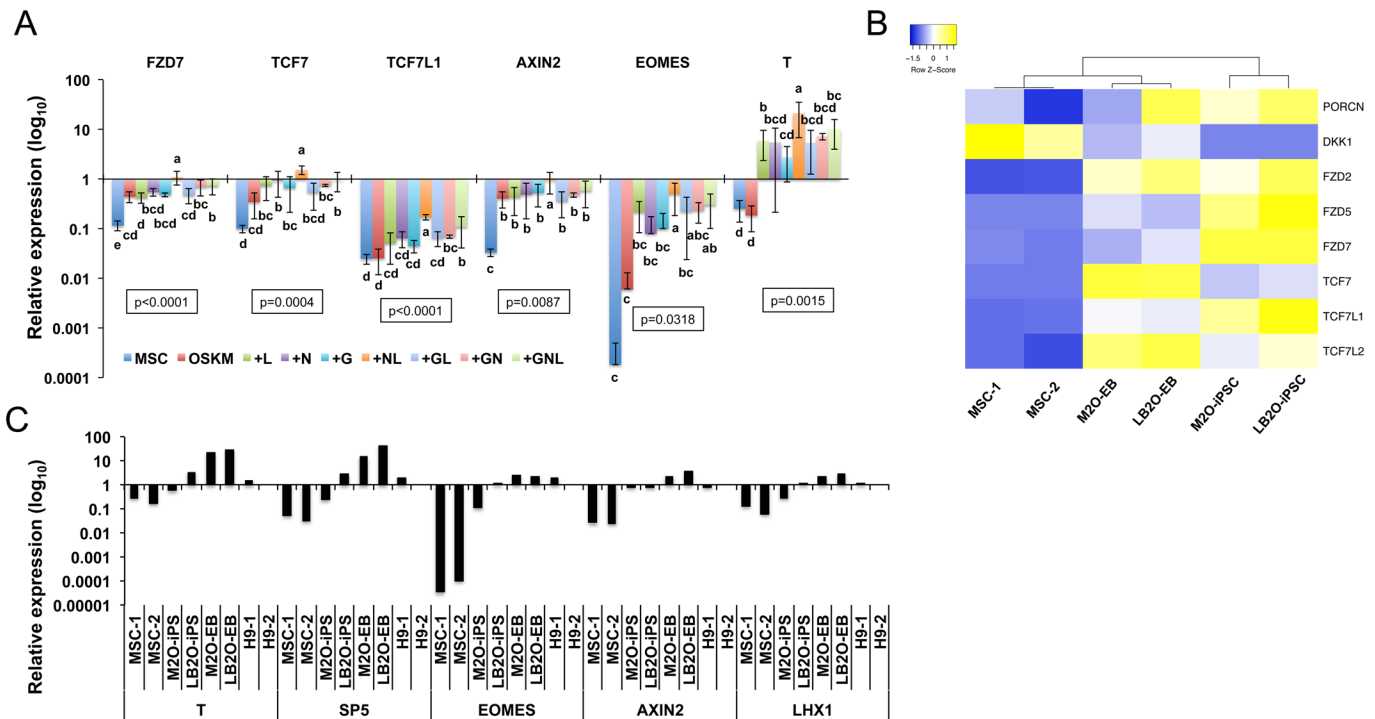 A
FZD7 TCF7 TCF7L1 AXIN2 EOMES T
Relative expression (log10)
100
10
1
0.1
0.01
0.001
0.0001
e cd d bcd bcd a d bc b
d cd bc b bc a bcd bc b
d d cd cd cd a cd bc b
c b b b b a b b b
c c ab bc bc a bc abc ab
d d b bcd cd a bcd bcd bc
p<0.0001
p=0.0004
p<0.0001
p=0.0087
p=0.0318
p=0.0015
MSC OSKM +L +N +G +NL +GL +GN +GNL
B
-1.5 0 1
Row Z-Score
PORCN
DKK1
FZD2
FZD5
FZD7
TCF7
TCF7L1
TCF7L2
MSC-1 MSC-2 M2O-EB LB2O-EB M2O-iPSC LB2O-iPSC
C
Relative expression (log10)
100
10
1
0.1
0.01
0.001
0.0001
0.00001
MSC-1 MSC-2 M2O-iPS LB2O-iPS M2O-EB LB2O-EB H9-1 H9-2
MSC-1 MSC-2 M2O-iPS LB2O-iPS M2O-EB LB2O-EB H9-1 H9-2
MSC-1 MSC-2 M2O-iPS LB2O-iPS M2O-EB LB2O-EB H9-1 H9-2
MSC-1 MSC-2 M2O-iPS LB2O-iPS M2O-EB LB2O-EB H9-1 H9-2
MSC-1 MSC-2 M2O-iPS LB2O-iPS M2O-EB LB2O-EB H9-1 H9-2
T SP5 EOMES AXIN2 LHX1